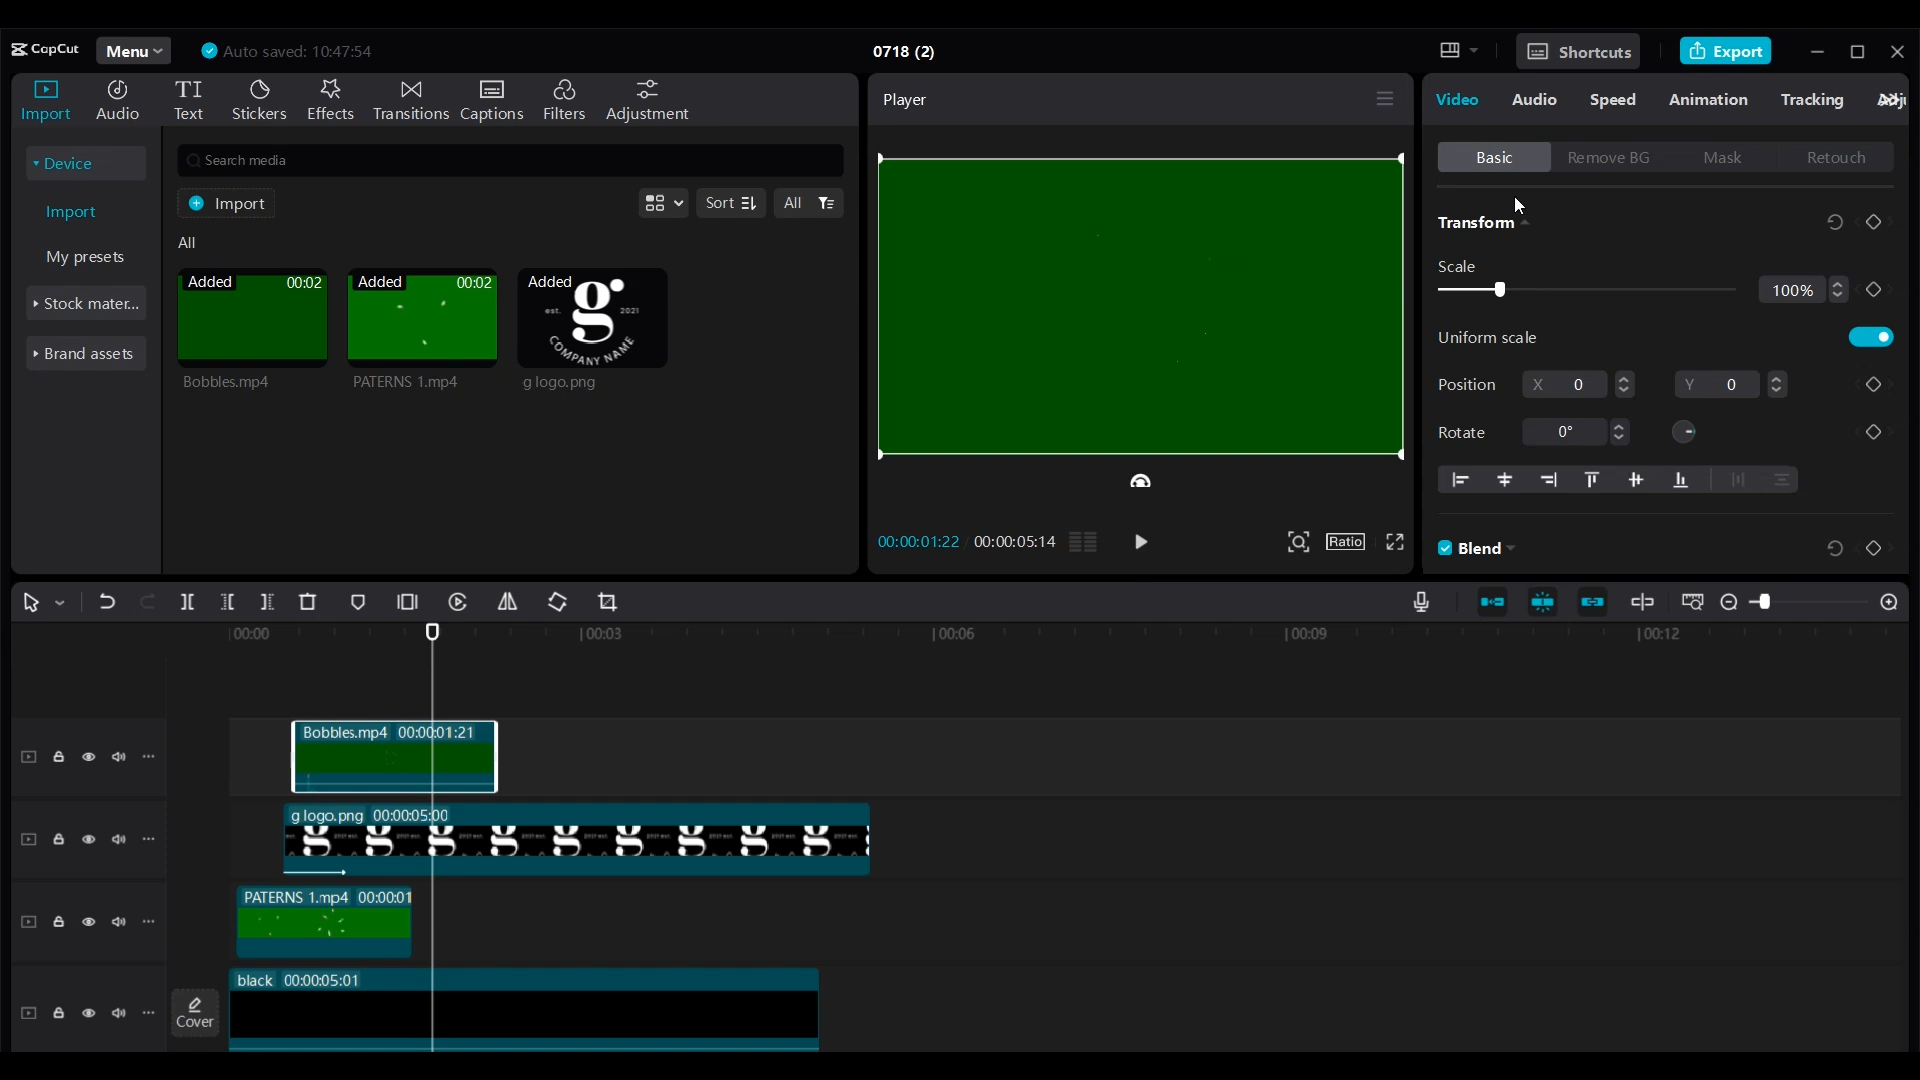 CapCut Menu Auto saved: 10:47:54 0718 (2) Shortcuts Export
Import Audio Text Stickers Effects Transitions Captions Filters Adjustment
Device
Import
My presets
Stock mater...
Brand assets
Search media
Import Sort All
All
Added 00:02 Added 00:02 Added
est. g 2021
COMPANY NAME
Bobbles.mp4 PATERNS 1.mp4 g logo.png
Player
00:00:01:22 00:00:05:14 Ratio
Video Audio Speed Animation Tracking
Basic Remove BG Mask Retouch
Transform
Scale
100%
Uniform scale
Position X 0 Y 0
Rotate 0°
Blend
00:00 00:03 00:06 00:09 00:12
Bobbles.mp4 00:00:01:21
g logo.png 00:00:05:00
PATERNS 1.mp4 00:00:01
black 00:00:05:01
Cover